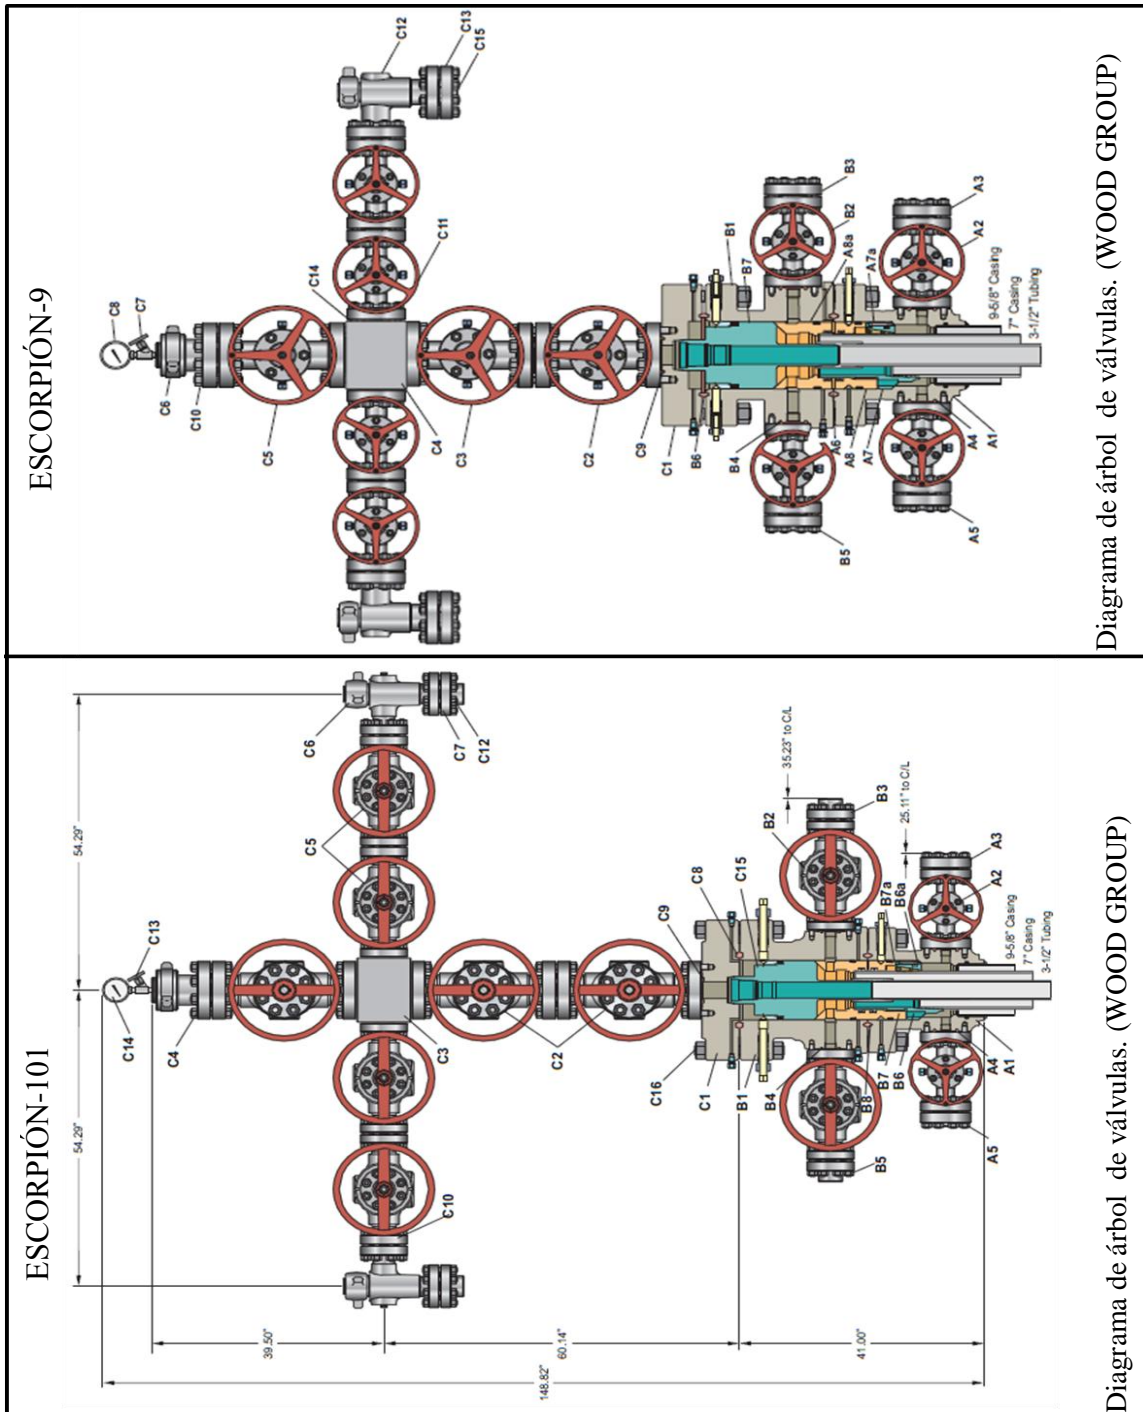 ESCORPIÓN-9
C8
C7
C6
C10
C5
C14
C11
C12
C13
C15
C4
C3
C2
C9
C1
B6
B4
B5
B1
B7
B2
B3
A8a
A7a
A6
A8
A7
A4
A1
A5
A2
A3
9-5/8" Casing
7" Casing
3-1/2" Tubing
Diagrama de árbol de válvulas. (WOOD GROUP)
ESCORPIÓN-101
54.29"
54.29"
C14
C13
C4
C6
C7
C12
C5
C3
C2
C10
C9
C8
C15
C16
C1
B1
B4
B5
B2
B3
35.23" to C/L
25.11" to C/L
B7a
B6a
B8
B7
B6
A4
A1
A5
A2
A3
9-5/8" Casing
7" Casing
3-1/2" Tubing
39.50"
60.14"
41.00"
148.82"
Diagrama de árbol de válvulas. (WOOD GROUP)